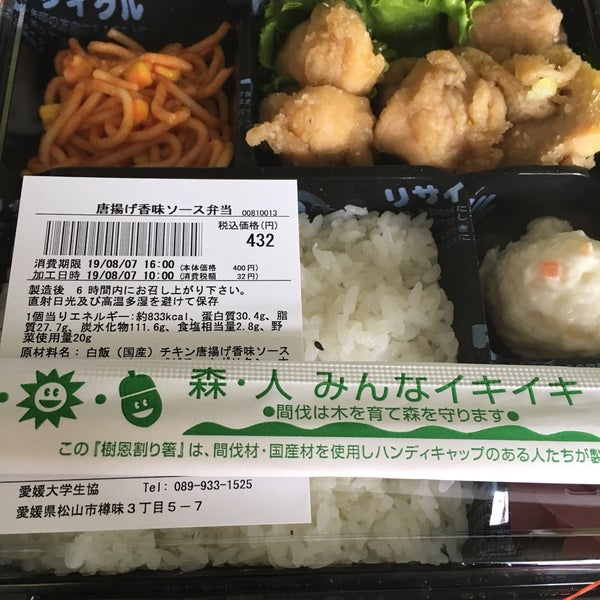 リサイクル
リサイ
唐揚げ香味ソース弁当 00810013
税込価格(円)
432
消費期限 19/08/07 16:00 (本体価格 400円)
加工日時 19/08/07 10:00 (消費税額 32円)
製造後 6 時間内にお召し上がり下さい。
直射日光及び高温多湿を避けて保存
1個当りエネルギー:約833kcal、蛋白質30.4g、脂
質27.7g、炭水化物111.6g、食塩相当量2.8g、野
菜使用量20g
原材料名: 白飯(国産)チキン唐揚げ香味ソース
森・人 みんなイキイキ
●間伐は木を育て森を守ります●
この『樹恩割り箸』は、間伐材・国産材を使用しハンディキャップのある人たちが製
愛媛大学生協 Tel: 089-933-1525
愛媛県松山市樽味3丁目5-7